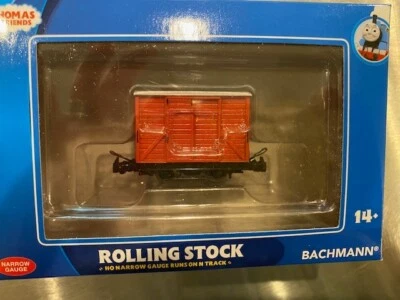 THOMAS
& FRIENDS
14+
NARROW
GAUGE
ROLLING STOCK
• HO NARROW GAUGE RUNS ON N TRACK •
BACHMANN®